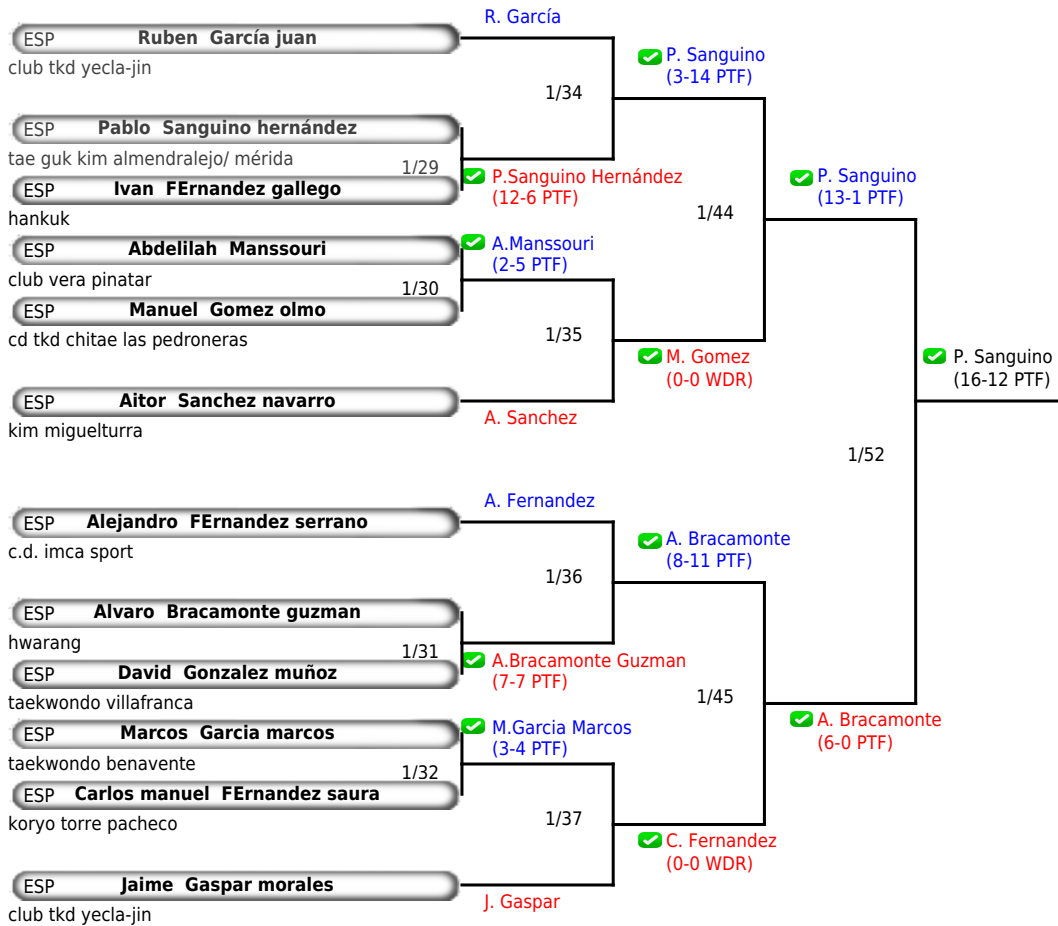 R. García
ESP Ruben García juan
club tkd yecla-jin
P. Sanguino
(3-14 PTF)
1/34
ESP Pablo Sanguino hernández
tae guk kim almendralejo/ mérida
1/29
P.Sanguino Hernández
(12-6 PTF)
ESP Ivan FErnandez gallego
hankuk
P. Sanguino
(13-1 PTF)
1/44
ESP Abdelilah Manssouri
club vera pinatar
A.Manssouri
(2-5 PTF)
1/30
ESP Manuel Gomez olmo
cd tkd chitae las pedroneras
1/35
M. Gomez
(0-0 WDR)
ESP Aitor Sanchez navarro
kim miguelturra
A. Sanchez
P. Sanguino
(16-12 PTF)
1/52
A. Fernandez
ESP Alejandro FErnandez serrano
c.d. imca sport
A. Bracamonte
(8-11 PTF)
1/36
ESP Alvaro Bracamonte guzman
hwarang
1/31
A.Bracamonte Guzman
(7-7 PTF)
ESP David Gonzalez muñoz
taekwondo villafranca
1/45
A. Bracamonte
(6-0 PTF)
ESP Marcos Garcia marcos
taekwondo benavente
M.Garcia Marcos
(3-4 PTF)
1/32
ESP Carlos manuel FErnandez saura
koryo torre pacheco
1/37
C. Fernandez
(0-0 WDR)
ESP Jaime Gaspar morales
club tkd yecla-jin
J. Gaspar